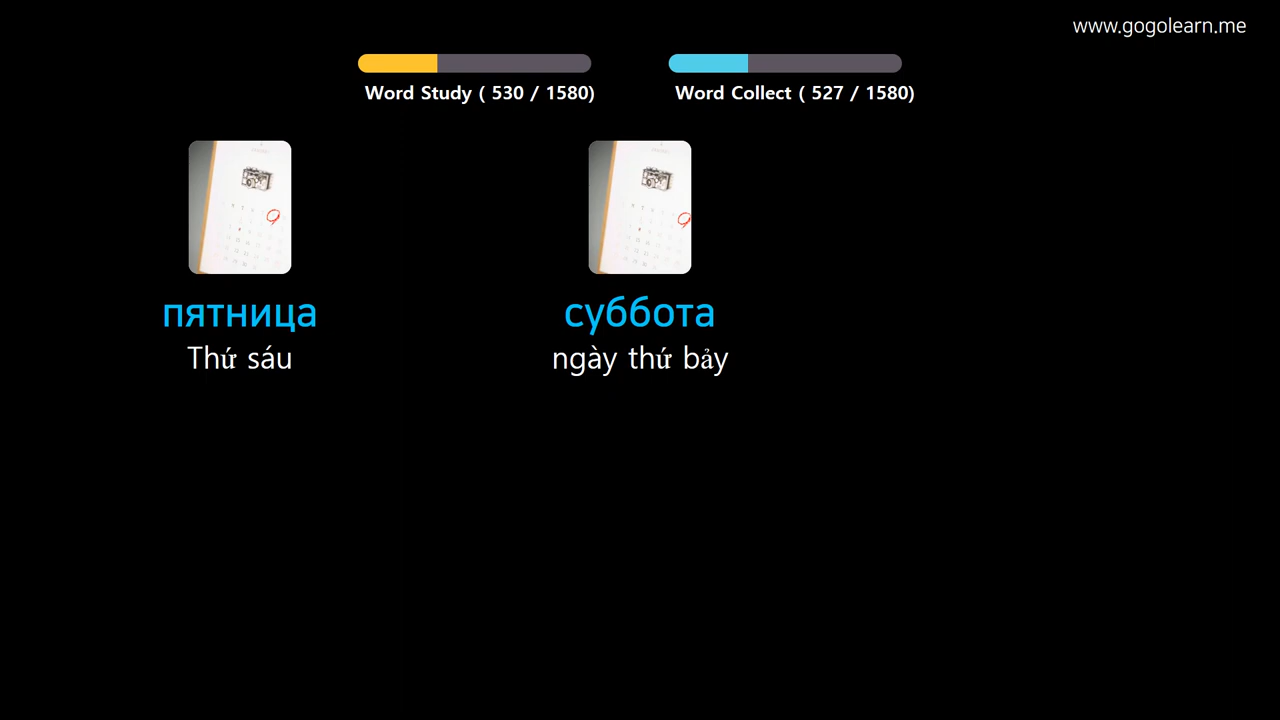 www.gogolearn.me
Word Study ( 530 / 1580)
Word Collect ( 527 / 1580)
пятница
Thứ sáu
суббота
ngày thứ bảy